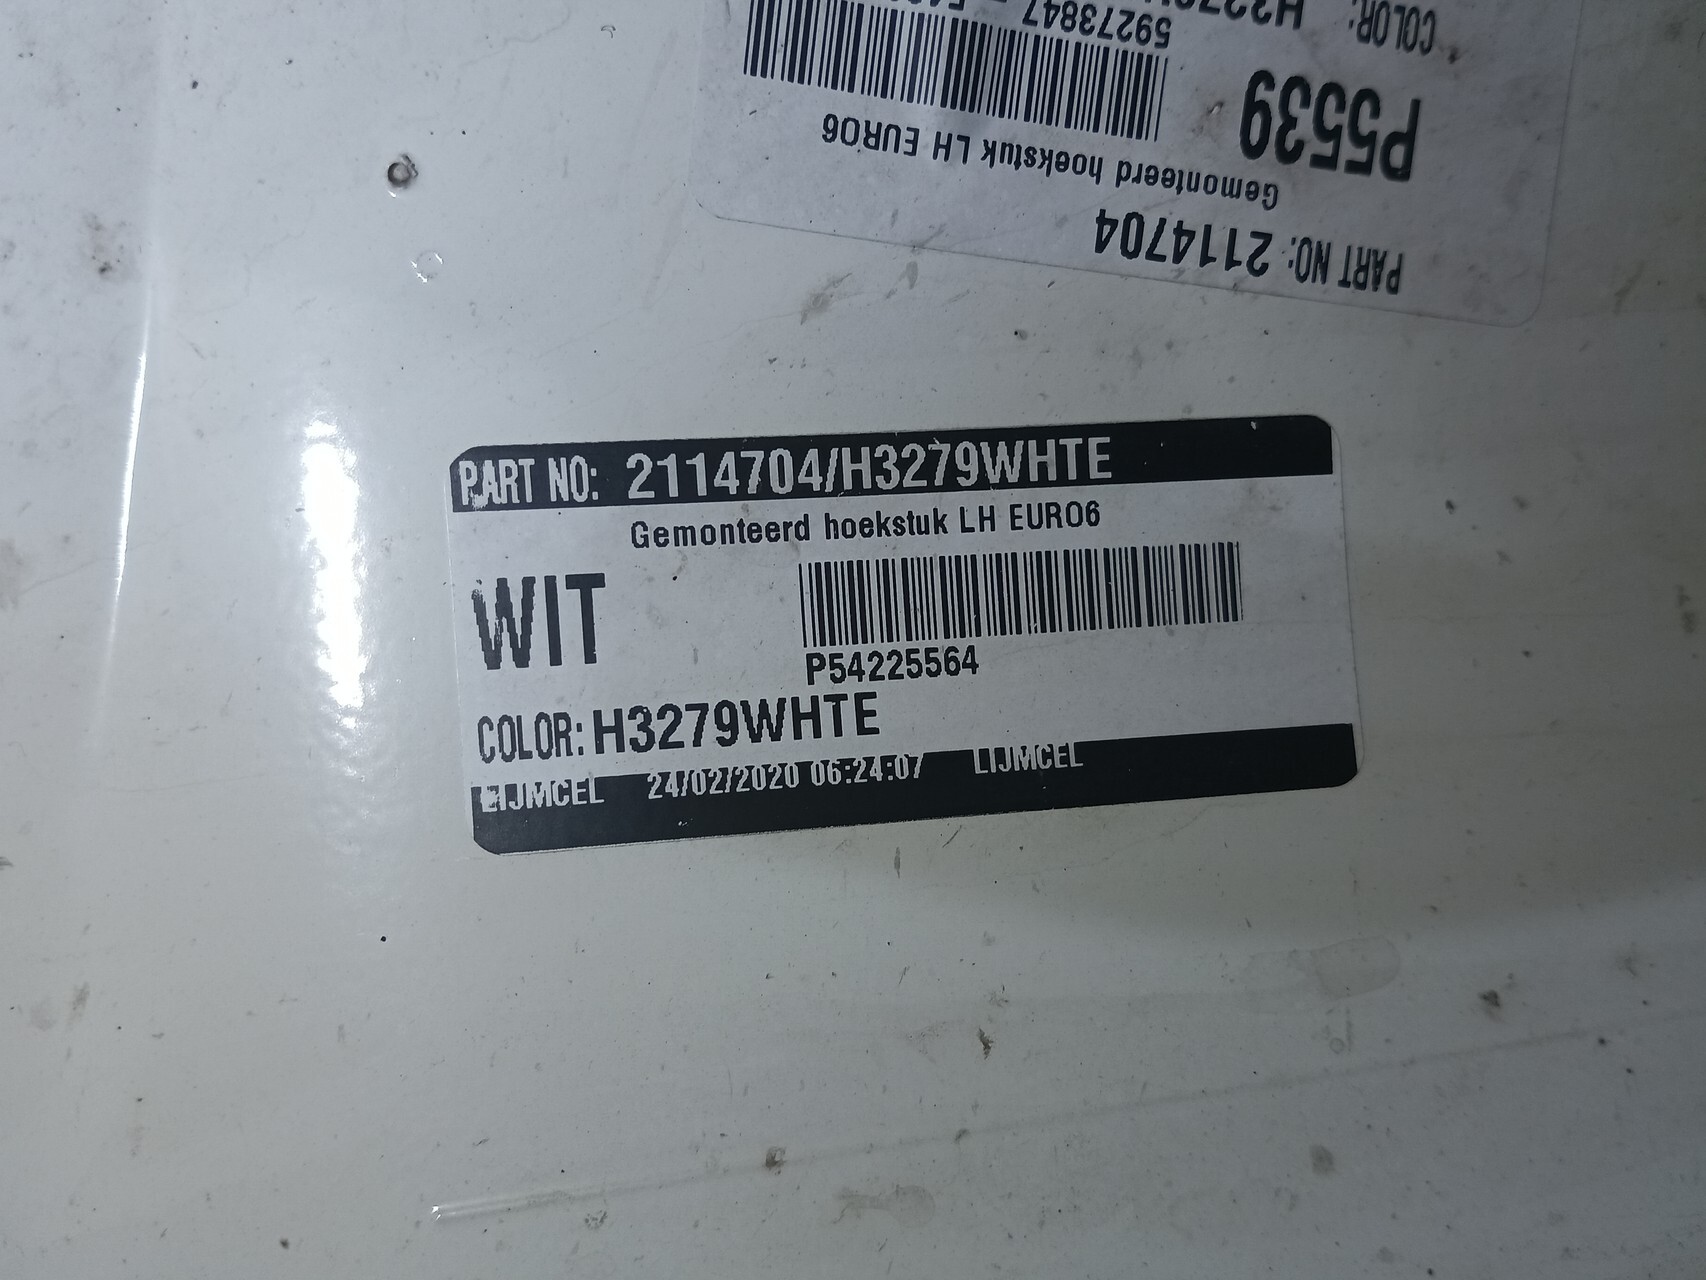 PART NO: 2114704
Gemonteerd hoekstuk LH EURO6
P5539
59273847
COLOR:
PART NO: 2114704/H3279WHTE
Gemonteerd hoekstuk LH EURO6
WIT
P54225564
COLOR: H3279WHTE
LIJMCEL 24/02/2020 06:24:07 LIJMCEL